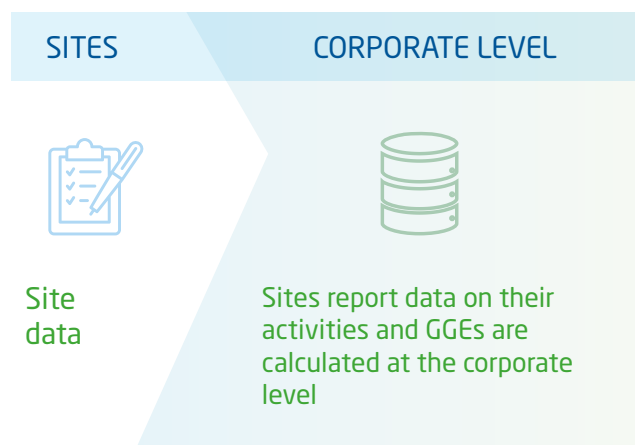 SITES
CORPORATE LEVEL
Site
data
Sites report data on their
activities and GGEs are
calculated at the corporate
level